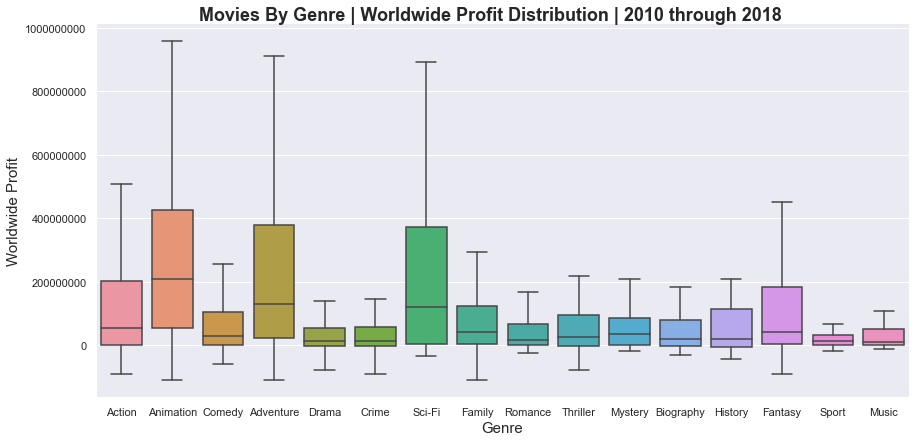 Movies By Genre | Worldwide Profit Distribution | 2010 through 2018
1000000000
800000000
600000000
400000000
200000000
0
Worldwide Profit
Action Animation Comedy Adventure Drama Crime Sci-Fi Family Romance Thriller Mystery Biography History Fantasy Sport Music
Genre